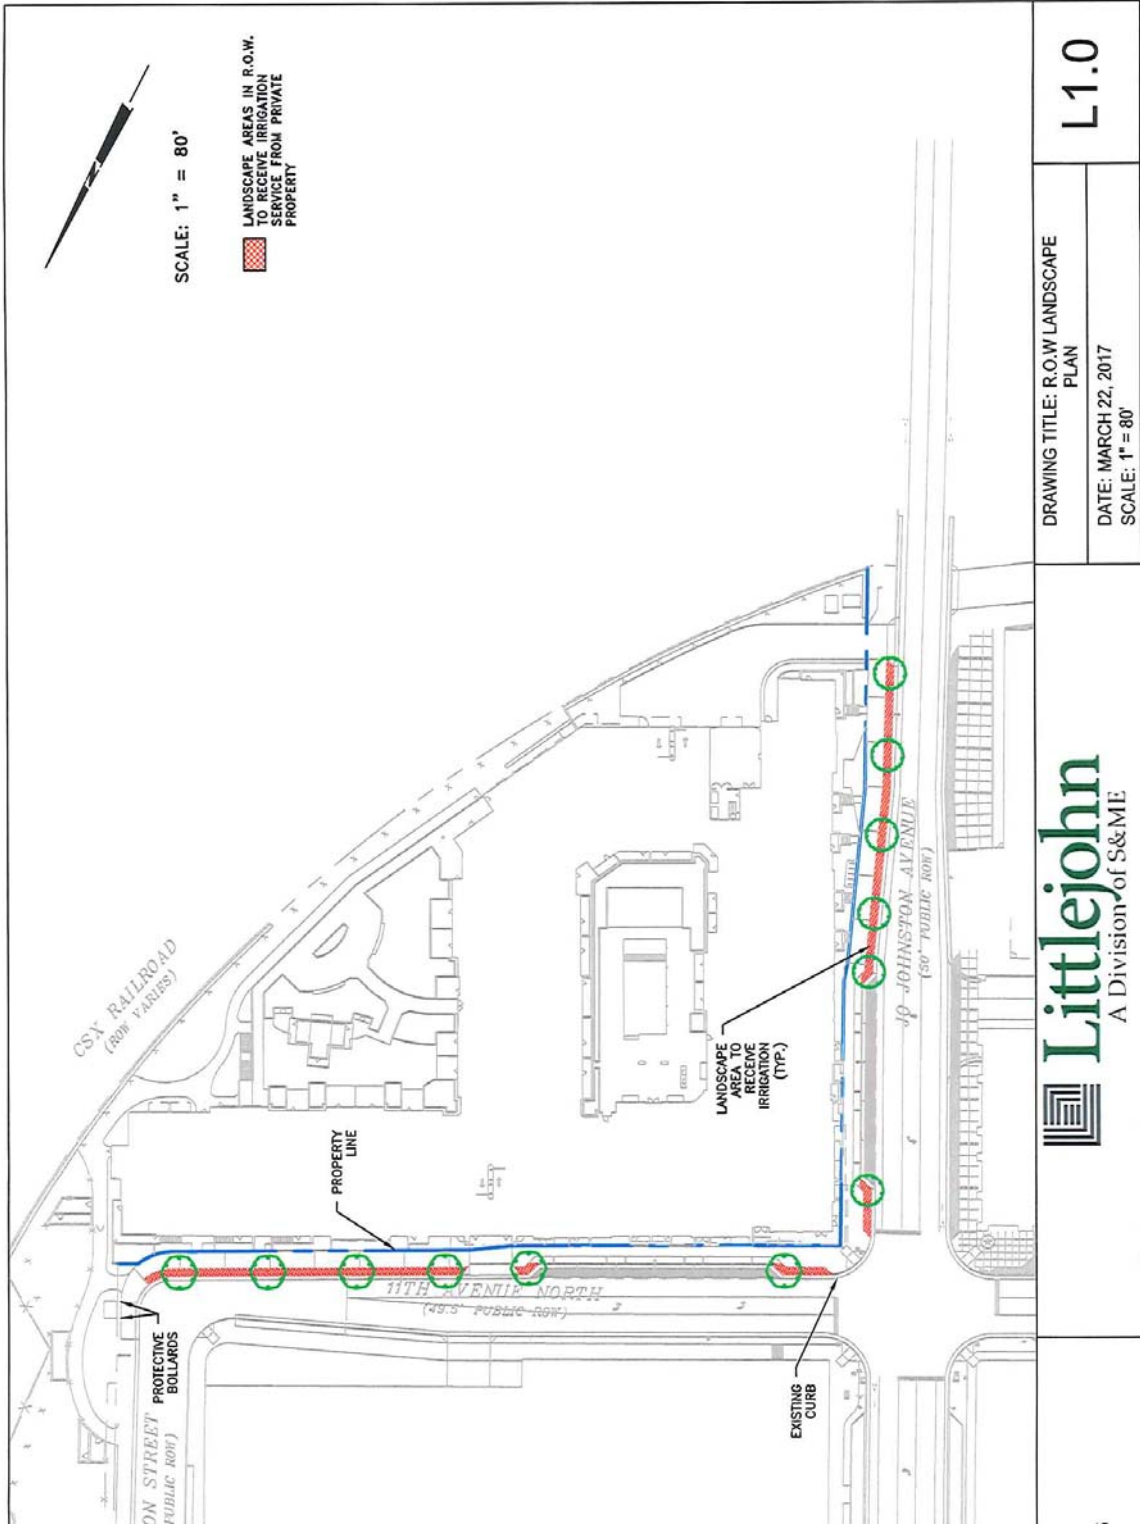 SCALE: 1" = 80'
LANDSCAPE AREAS IN R.O.W.
TO RECEIVE IRRIGATION
SERVICE FROM PRIVATE
PROPERTY
CSX RAILROAD
(ROW VARIES)
PROPERTY
LINE
LANDSCAPE
AREA TO
RECEIVE
IRRIGATION
(TYP.)
JO JOHNSTON AVENUE
(50' PUBLIC ROW)
11TH AVENUE NORTH
(49.5' PUBLIC ROW)
PROTECTIVE
BOLLARDS
ON STREET
PUBLIC ROW)
EXISTING
CURB
Littlejohn
A Division of S&ME
DRAWING TITLE: R.O.W LANDSCAPE
PLAN
DATE: MARCH 22, 2017
SCALE: 1" = 80'
L1.0